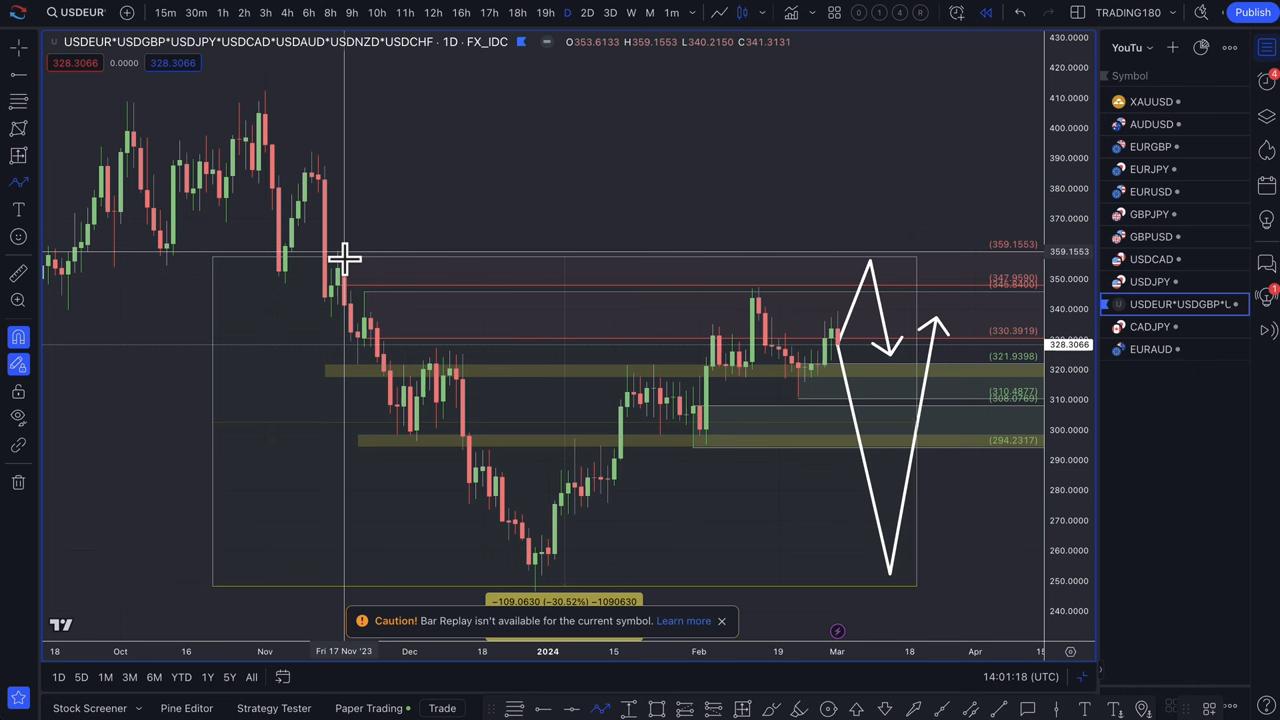 USDEUR 15m 30m 1h 2h 3h 4h 5h 6h 7h 8h 9h 10h 11h 12h 13h 14h 15h 16h 17h 18h 19h D 2D 3D W M 1m TRADING180 Publish
USDEUR*USDGBP*USDJPY*USDCAD*USDAUD*USDNZD*USDCHF · 1D · FX_IDC O353.6133 H359.1553 L340.2150 C341.3131
328.3066 0.0000 328.3066
YouTu
Symbol
XAUUSD
AUDUSD
EURGBP
EURJPY
EURUSD
GBPJPY
GBPUSD
USDCAD
USDJPY
USDEUR*USDGBP*U
CADJPY
EURAUD
4
1
430.0000
420.0000
410.0000
400.0000
390.0000
380.0000
370.0000
359.1553
350.0000
340.0000
328.3066
320.0000
310.0000
300.0000
290.0000
280.0000
270.0000
260.0000
250.0000
240.0000
(359.1553)
(347.9590)
(330.3919)
(321.9398)
(310.4877)
(308.0769)
(294.2317)
−109.0630 (−30.52%) −1090630
Caution! Bar Replay isn't available for the current symbol. Learn more
18 Oct 16 Nov Fri 17 Nov '23 Dec 18 2024 15 Feb 19 Mar 18 Apr 15
1D 5D 1M 3M 6M YTD 1Y 5Y All 14:01:18 (UTC)
Stock Screener Pine Editor Strategy Tester Paper Trading Trade